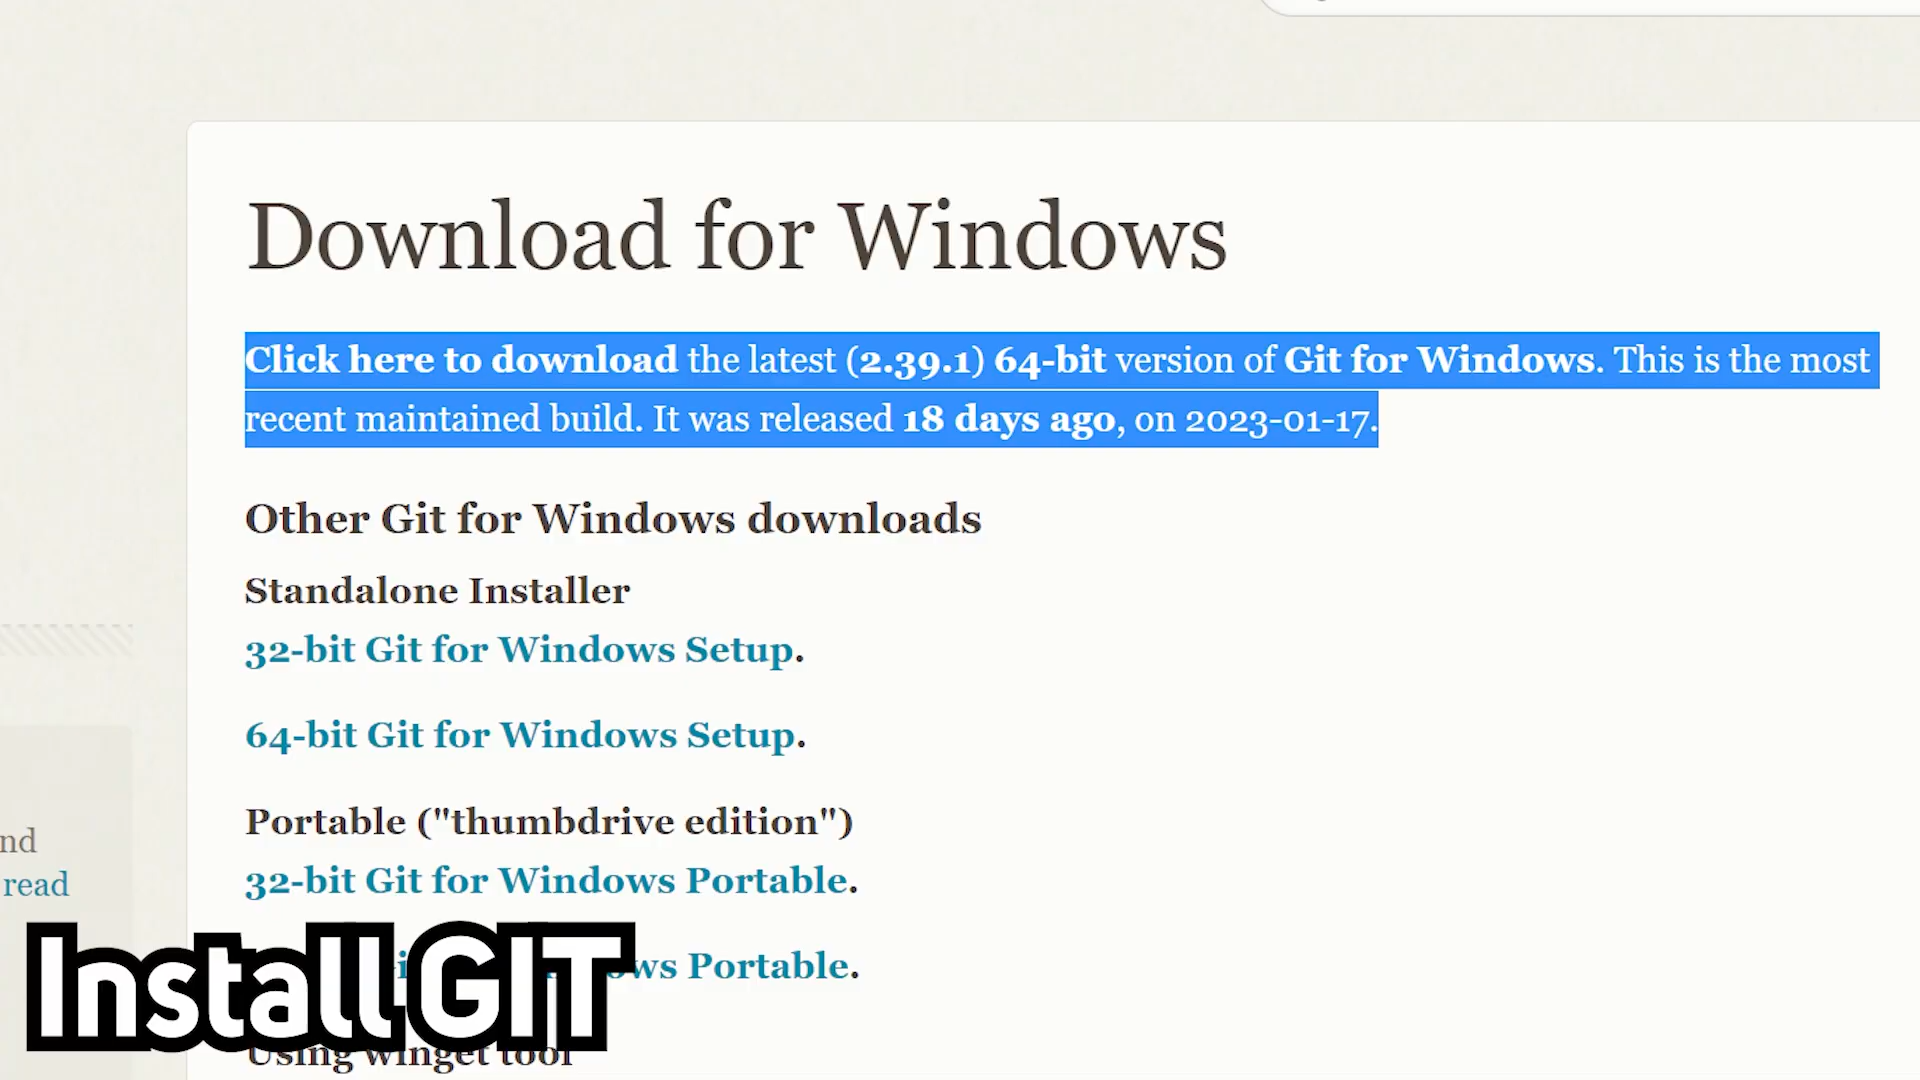 Download for Windows
Click here to download the latest (2.39.1) 64-bit version of Git for Windows. This is the most
recent maintained build. It was released 18 days ago, on 2023-01-17.
Other Git for Windows downloads
Standalone Installer
32-bit Git for Windows Setup.
64-bit Git for Windows Setup.
Portable ("thumbdrive edition")
nd
32-bit Git for Windows Portable.
read
Portable.
Install GIT
Using winget tool